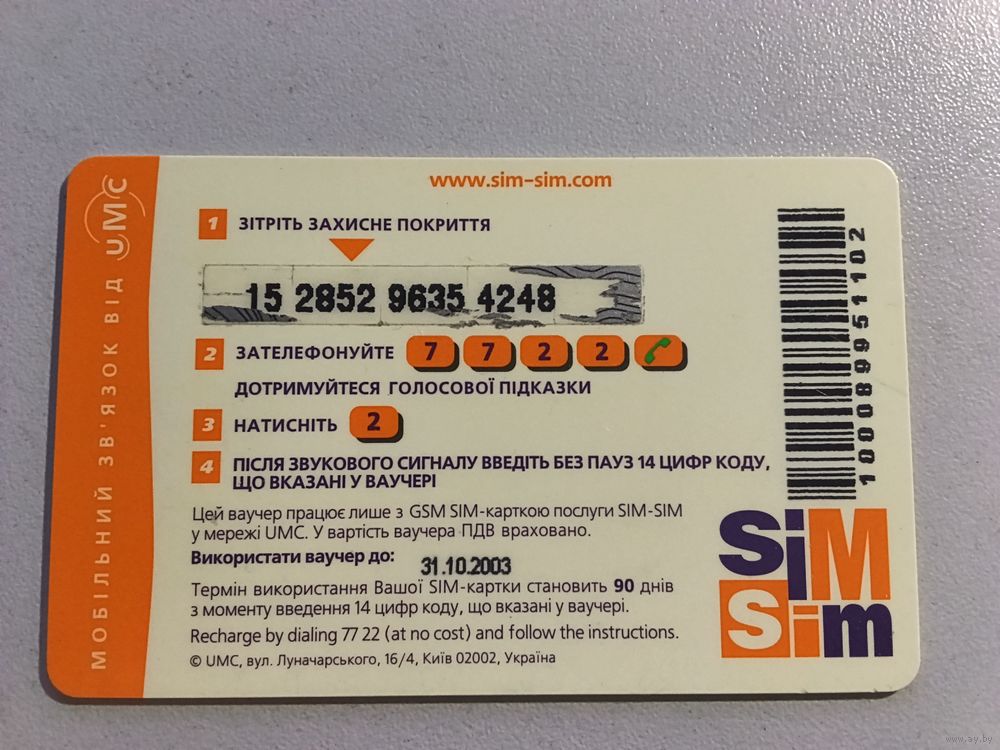 www.sim-sim.com
1 ЗІТРІТЬ ЗАХИСНЕ ПОКРИТТЯ
15 2852 9635 4248
2 ЗАТЕЛЕФОНУЙТЕ 7 7 2 2
ДОТРИМУЙТЕСЯ ГОЛОСОВОЇ ПІДКАЗКИ
3 НАТИСНІТЬ 2
4 ПІСЛЯ ЗВУКОВОГО СИГНАЛУ ВВЕДІТЬ БЕЗ ПАУЗ 14 ЦИФР КОДУ,
ЩО ВКАЗАНІ У ВАУЧЕРІ
Цей ваучер працює лише з GSM SIM-карткою послуги SIM-SIM
у мережі UMC. У вартість ваучера ПДВ враховано.
Використати ваучер до: 31.10.2003
Термін використання Вашої SIM-картки становить 90 днів
з моменту введення 14 цифр коду, що вказані у ваучері.
Recharge by dialing 77 22 (at no cost) and follow the instructions.
© UMC, вул. Луначарського, 16/4, Київ 02002, Україна
МОБІЛЬНИЙ ЗВ'ЯЗОК ВІД UMC
1000899951102
SiM
Sim
www.ay.by